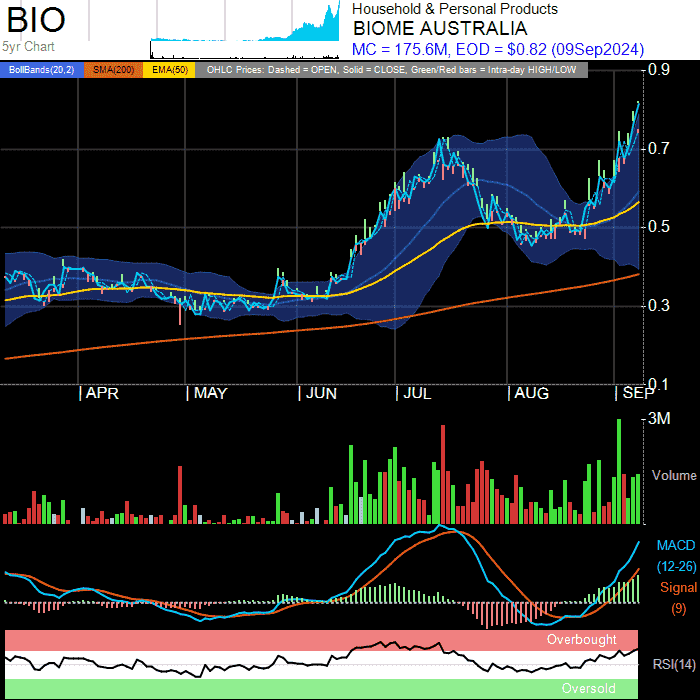 BIO
5yr Chart
Household & Personal Products
BIOME AUSTRALIA
MC = 175.6M, EOD = $0.82 (09Sep2024)
BollBands(20,2) SMA(200) EMA(50) OHLC Prices: Dashed = OPEN, Solid = CLOSE, Green/Red bars = Intra-day HIGH/LOW
0.9
0.7
0.5
0.3
0.1
APR MAY JUN JUL AUG SEP
3M
Volume
MACD
(12-26)
Signal
(9)
Overbought
RSI(14)
Oversold